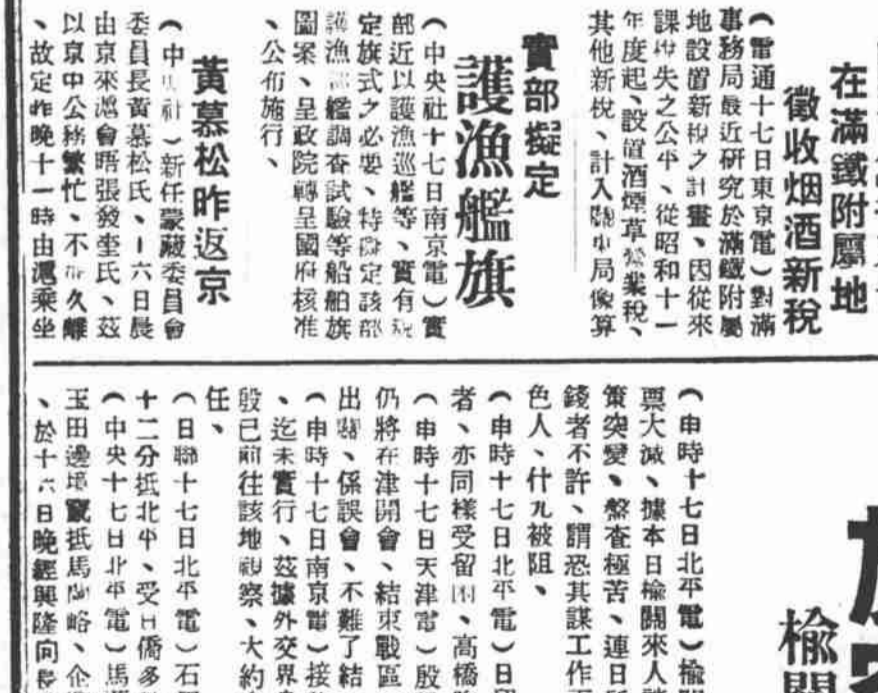 在滿鐵附屬地
徵收烟酒新稅
（電通十七日東京電）對滿
事務局最近研究於滿鐵附屬
地設置新稅之計畫、因從來
課稅失之公平、從昭和十一
年度起、設置酒煙草營業稅、
其他新稅、計入關東局豫算
實部擬定
護漁艦旗
（中央社十七日南京電）實
部近以護漁巡艦等、實有規
定旗式之必要、特擬定該部
護漁巡艦調查試驗等船舶旗
圖案、呈政院轉呈國府核准
、公布施行、
黃慕松昨返京
（中央社）新任蒙藏委員會
委員長黃慕松氏、十六日晨
由京來滬會晤張發奎氏、茲
以京中公務繁忙、不能久離
、故定昨晚十一時由滬乘坐
榆關
（申時十七日北平電）榆
票大減、據本日榆關來人談
策突變、盤查極苦、連日
錢者不許、謂恐其謀工作
色人、什九被阻、
（申時十七日北平電）日
者、亦同樣受留難、高橋
（申時十七日天津電）殷
仍將在津開會、結束戰區
出關、係誤會、不難了結
（申時十七日南京電）接
、迄未實行、茲據外交界
殷已前往該地視察、大約
任、
（日聯十七日北平電）石
十二分抵北平、受日僑多
（中央十七日北平電）馬
玉田邊境竄抵馬蘭峪、企
、於十六日晚經興隆向